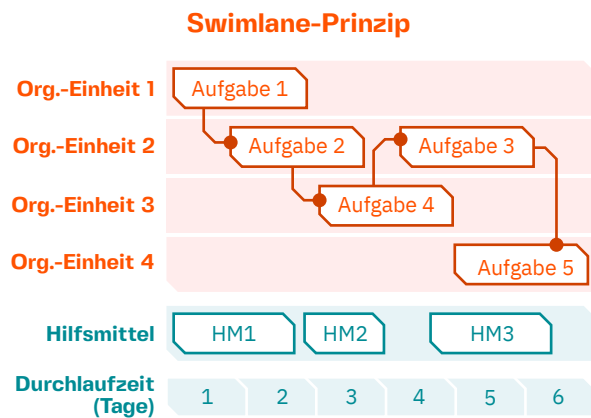 Swimlane-Prinzip
Org.-Einheit 1
Aufgabe 1
Org.-Einheit 2
Aufgabe 2
Aufgabe 3
Org.-Einheit 3
Aufgabe 4
Org.-Einheit 4
Aufgabe 5
Hilfsmittel
HM1
HM2
HM3
Durchlaufzeit
(Tage)
1
2
3
4
5
6